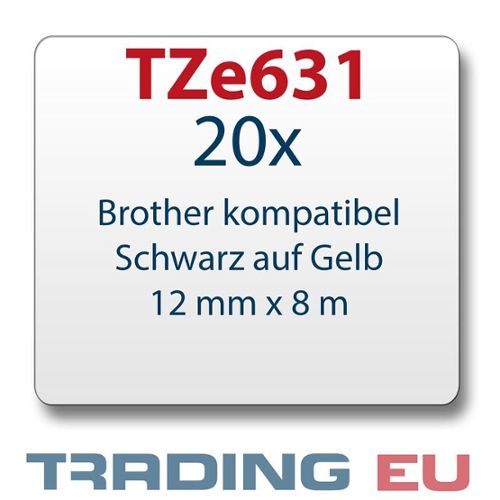 TZe631
20x
Brother kompatibel
Schwarz auf Gelb
12 mm x 8 m
TRADING EU